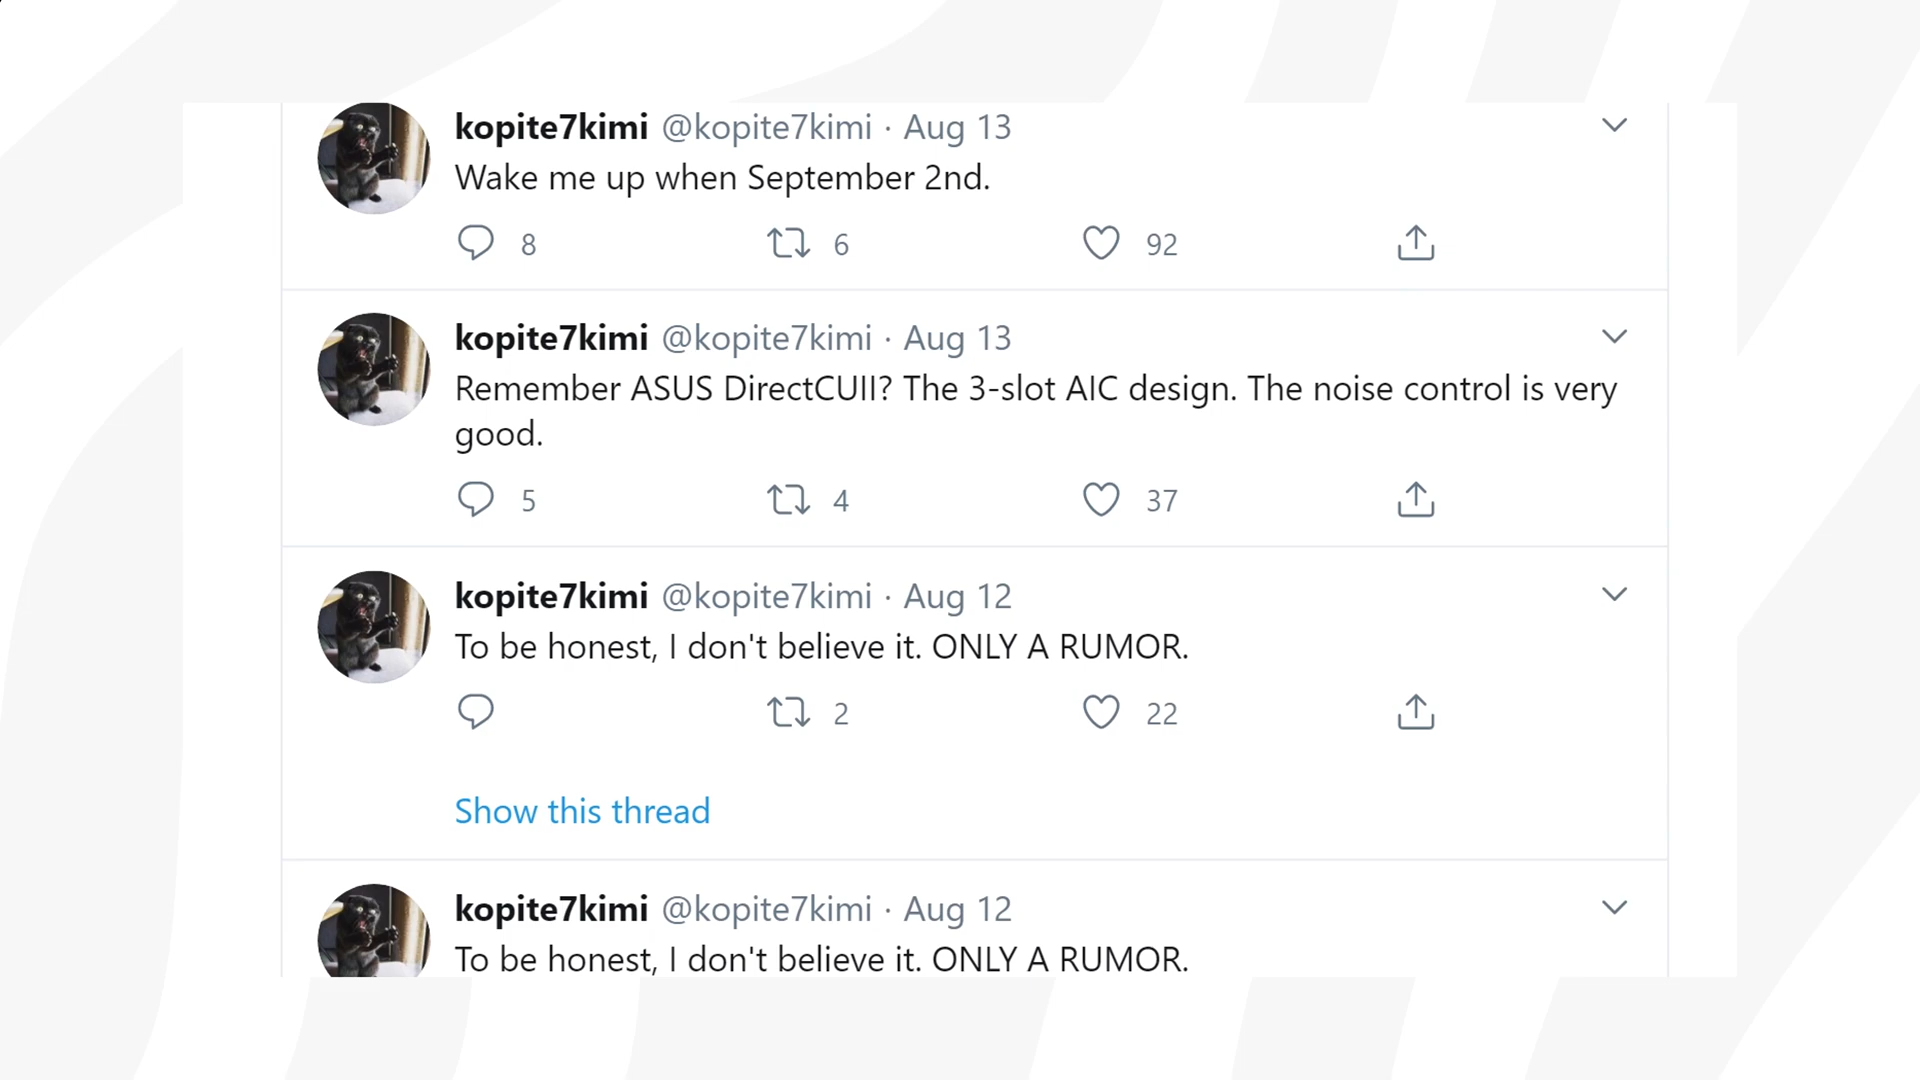 kopite7kimi @kopite7kimi · Aug 13
Wake me up when September 2nd.
8 6 92
kopite7kimi @kopite7kimi · Aug 13
Remember ASUS DirectCUII? The 3-slot AIC design. The noise control is very
good.
5 4 37
kopite7kimi @kopite7kimi · Aug 12
To be honest, I don't believe it. ONLY A RUMOR.
2 22
Show this thread
kopite7kimi @kopite7kimi · Aug 12
To be honest, I don't believe it. ONLY A RUMOR.